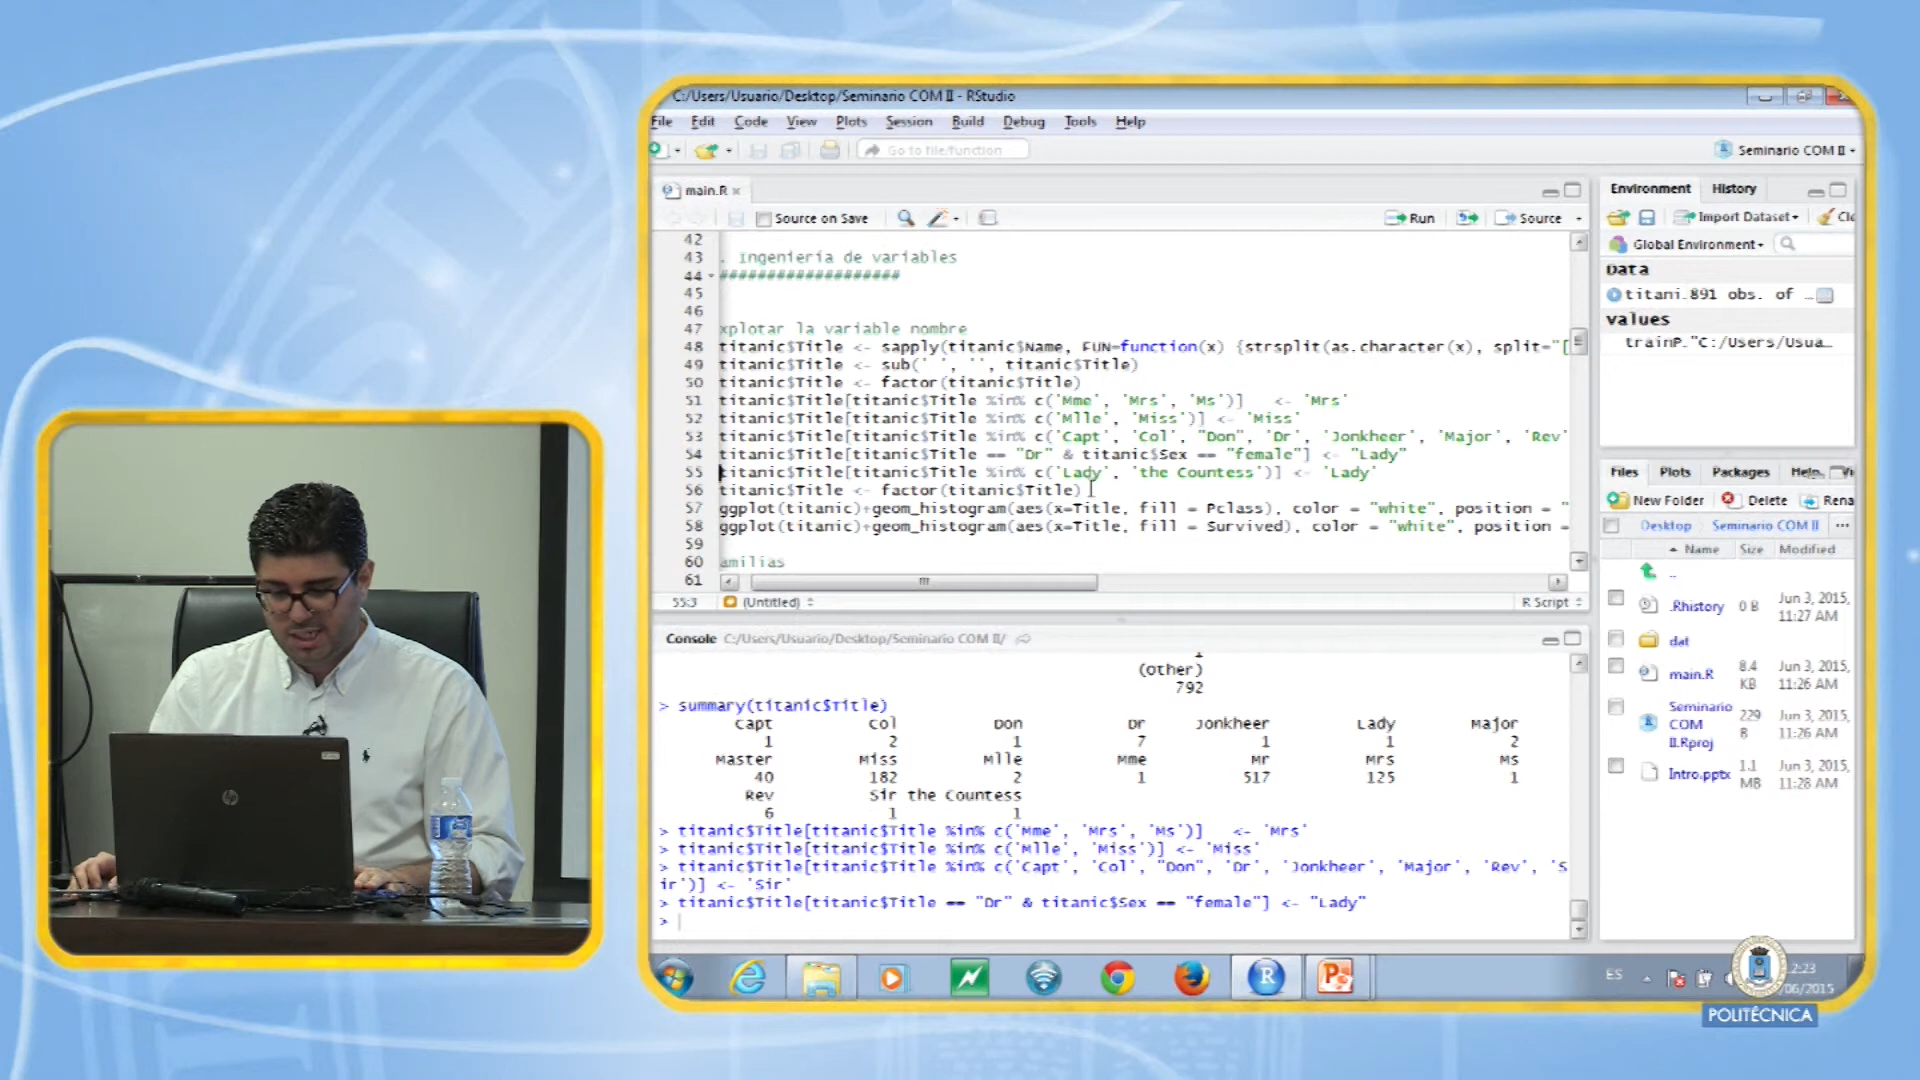 C:/Users/Usuario/Desktop/Seminario COM II - RStudio
File Edit Code View Plots Session Build Debug Tools Help
Go to file/function
Seminario COM II
main.R
Source on Save
Run
Source
42
43 . Ingeniería de variables
44 ####################
45
46
47 xplotar la variable nombre
48 titanic$Title <- sapply(titanic$Name, FUN=function(x) {strsplit(as.character(x), split="[
49 titanic$Title <- sub(' ', '', titanic$Title)
50 titanic$Title <- factor(titanic$Title)
51 titanic$Title[titanic$Title %in% c('Mme', 'Mrs', 'Ms')] <- 'Mrs'
52 titanic$Title[titanic$Title %in% c('Mlle', 'Miss')] <- 'Miss'
53 titanic$Title[titanic$Title %in% c('Capt', 'Col', "Don", 'Dr', 'Jonkheer', 'Major', 'Rev'
54 titanic$Title[titanic$Title == "Dr" & titanic$Sex == "female"] <- "Lady"
55 titanic$Title[titanic$Title %in% c('Lady', 'the Countess')] <- 'Lady'
56 titanic$Title <- factor(titanic$Title)
57 ggplot(titanic)+geom_histogram(aes(x=Title, fill = Pclass), color = "white", position = "
58 ggplot(titanic)+geom_histogram(aes(x=Title, fill = Survived), color = "white", position =
59
60 amilias
61
55:3 (Untitled) R Script
Console C:/Users/Usuario/Desktop/Seminario COM II/
1
(Other)
792
> summary(titanic$Title)
Capt Col Don Dr Jonkheer Lady Major
1 2 1 7 1 1 2
Master Miss Mlle Mme Mr Mrs Ms
40 182 2 1 517 125 1
Rev Sir the Countess
6 1 1
> titanic$Title[titanic$Title %in% c('Mme', 'Mrs', 'Ms')] <- 'Mrs'
> titanic$Title[titanic$Title %in% c('Mlle', 'Miss')] <- 'Miss'
> titanic$Title[titanic$Title %in% c('Capt', 'Col', "Don", 'Dr', 'Jonkheer', 'Major', 'Rev', 'S
ir')] <- 'Sir'
> titanic$Title[titanic$Title == "Dr" & titanic$Sex == "female"] <- "Lady"
>
Environment History
Import Dataset
Global Environment
Data
titani.891 obs. of …
values
trainP."C:/Users/Usua…
Files Plots Packages Help
New Folder Delete Rena
Desktop Seminario COM II ...
Name Size Modified
..
.Rhistory 0 B Jun 3, 2015, 11:27 AM
dat
main.R 8.4 KB Jun 3, 2015, 11:26 AM
Seminario COM II.Rproj 229 B Jun 3, 2015, 11:26 AM
Intro.pptx 1.1 MB Jun 3, 2015, 11:28 AM
ES
2:23
/06/2015
POLITÉCNICA
hp